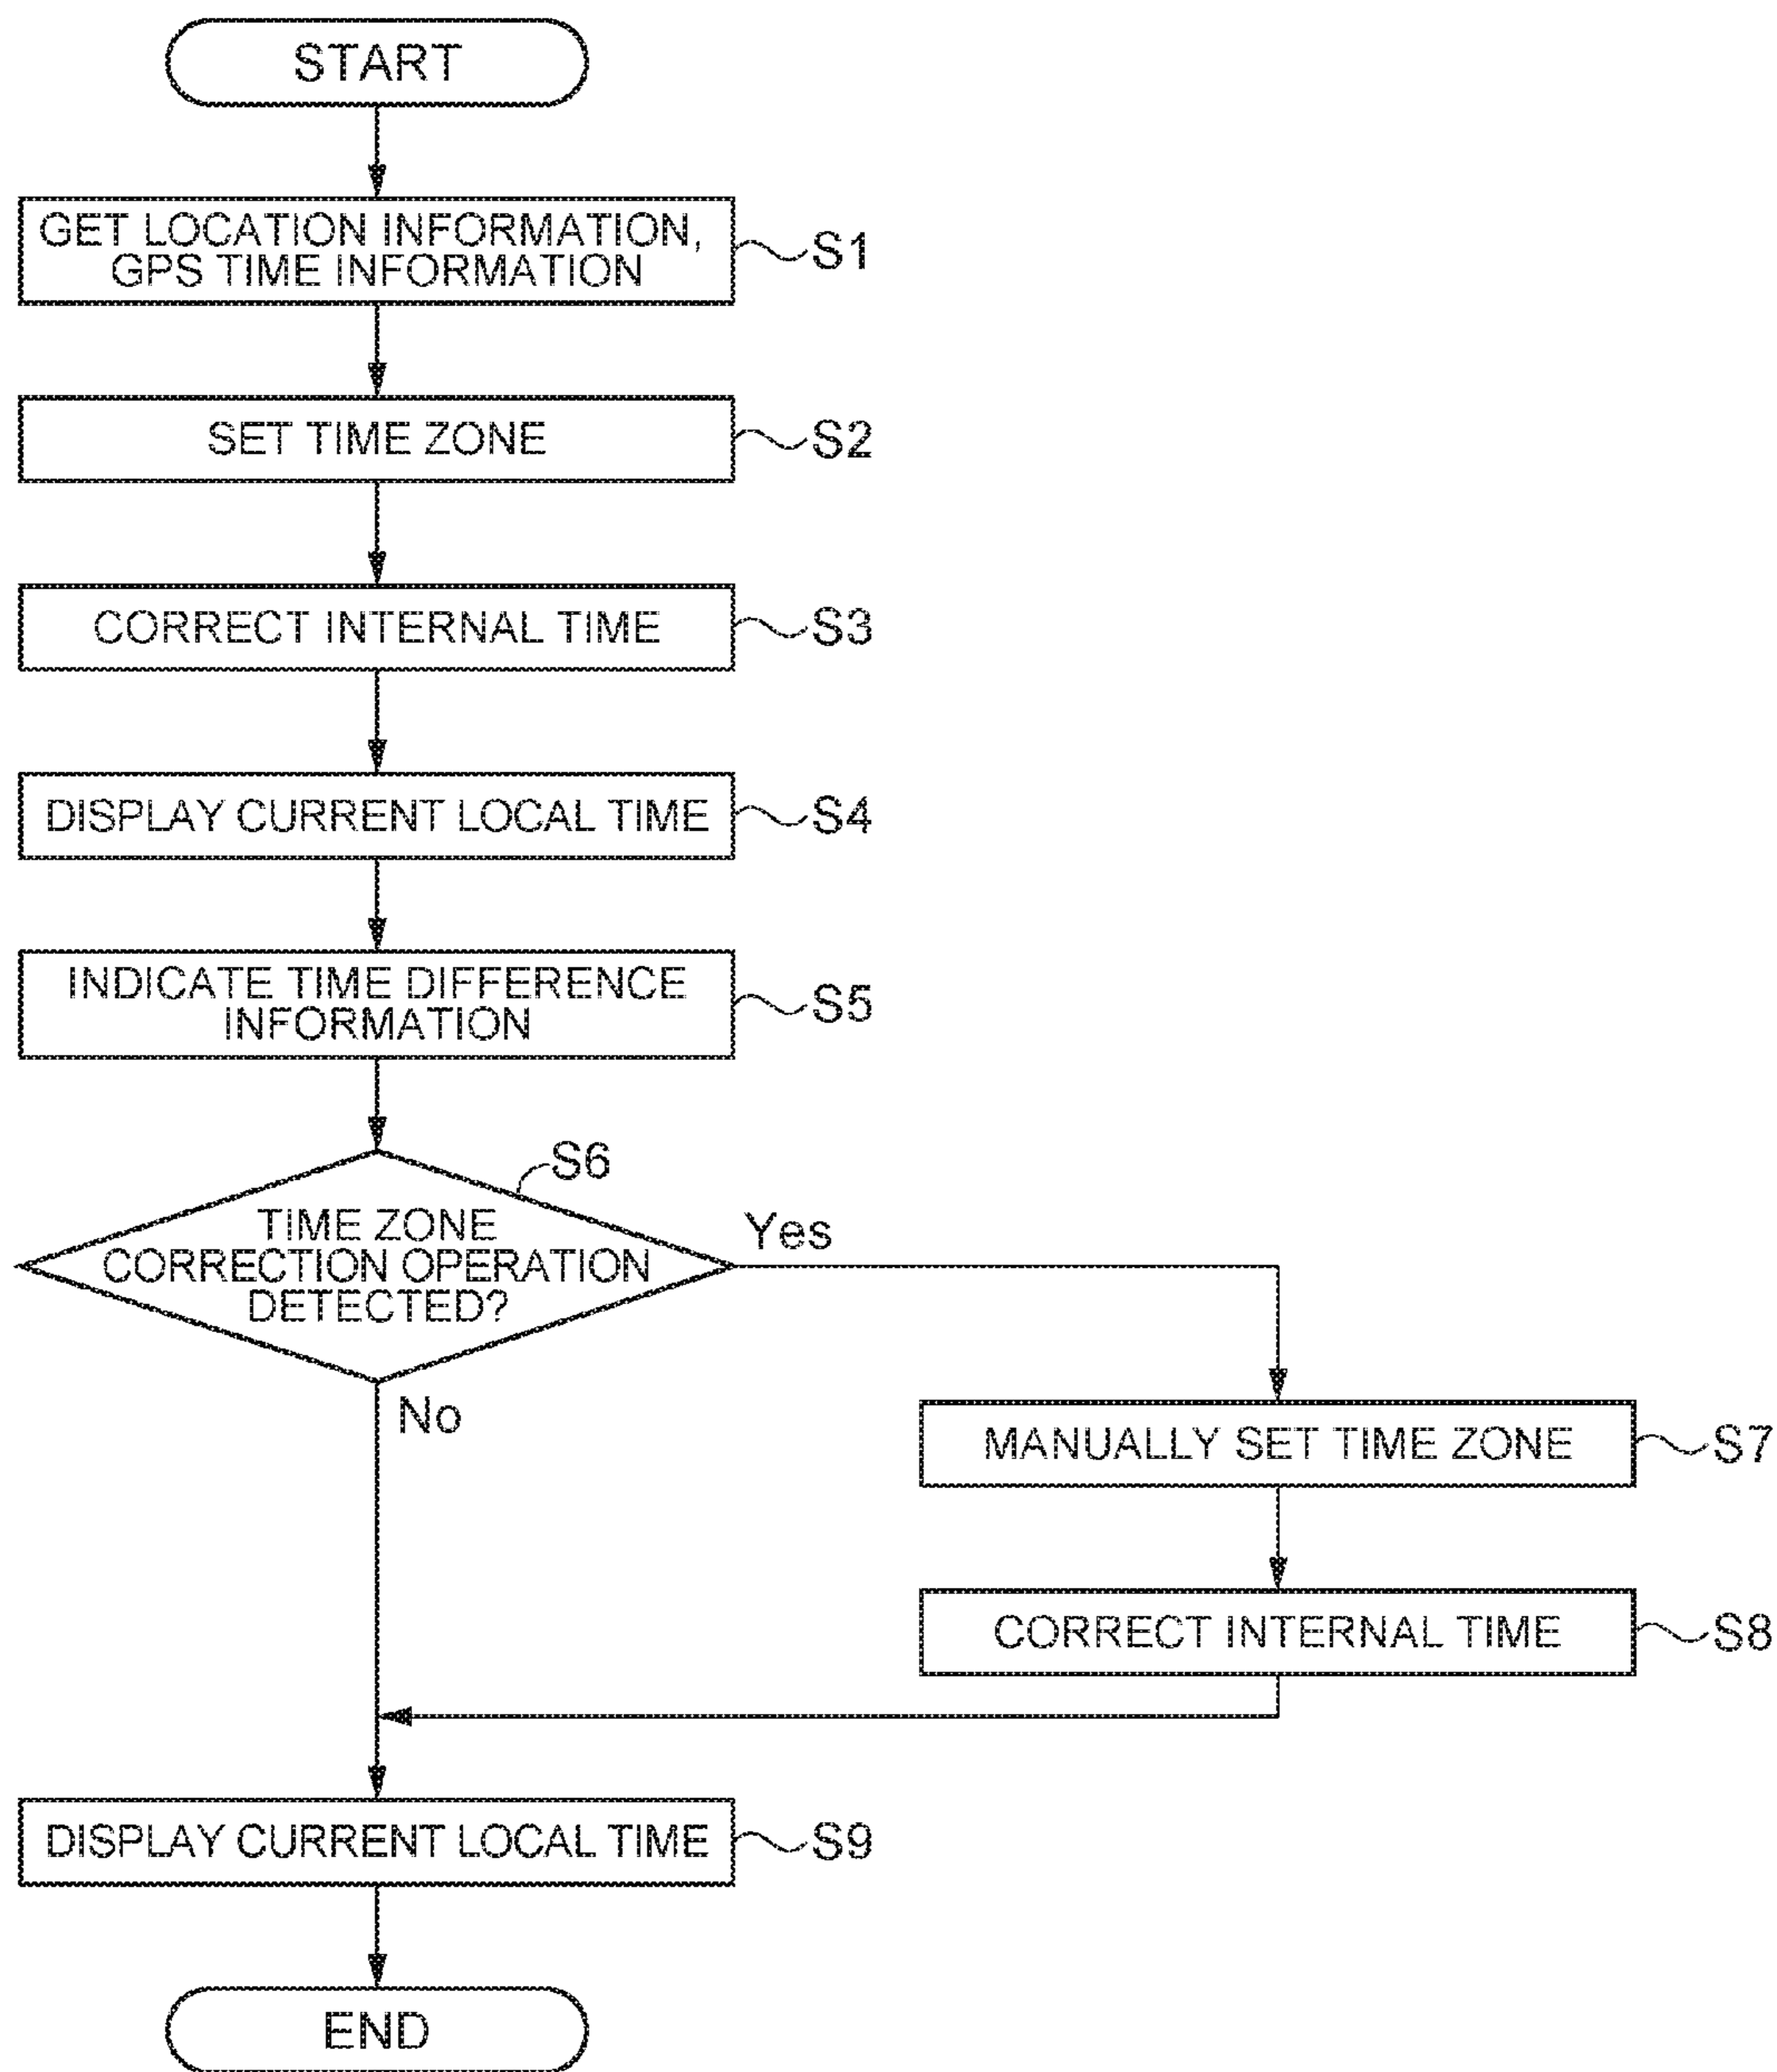 START
GET LOCATION INFORMATION,
GPS TIME INFORMATION
S1
SET TIME ZONE
S2
CORRECT INTERNAL TIME
S3
DISPLAY CURRENT LOCAL TIME
S4
INDICATE TIME DIFFERENCE
INFORMATION
S5
S6
TIME ZONE
CORRECTION OPERATION
DETECTED?
Yes
No
MANUALLY SET TIME ZONE
S7
CORRECT INTERNAL TIME
S8
DISPLAY CURRENT LOCAL TIME
S9
END